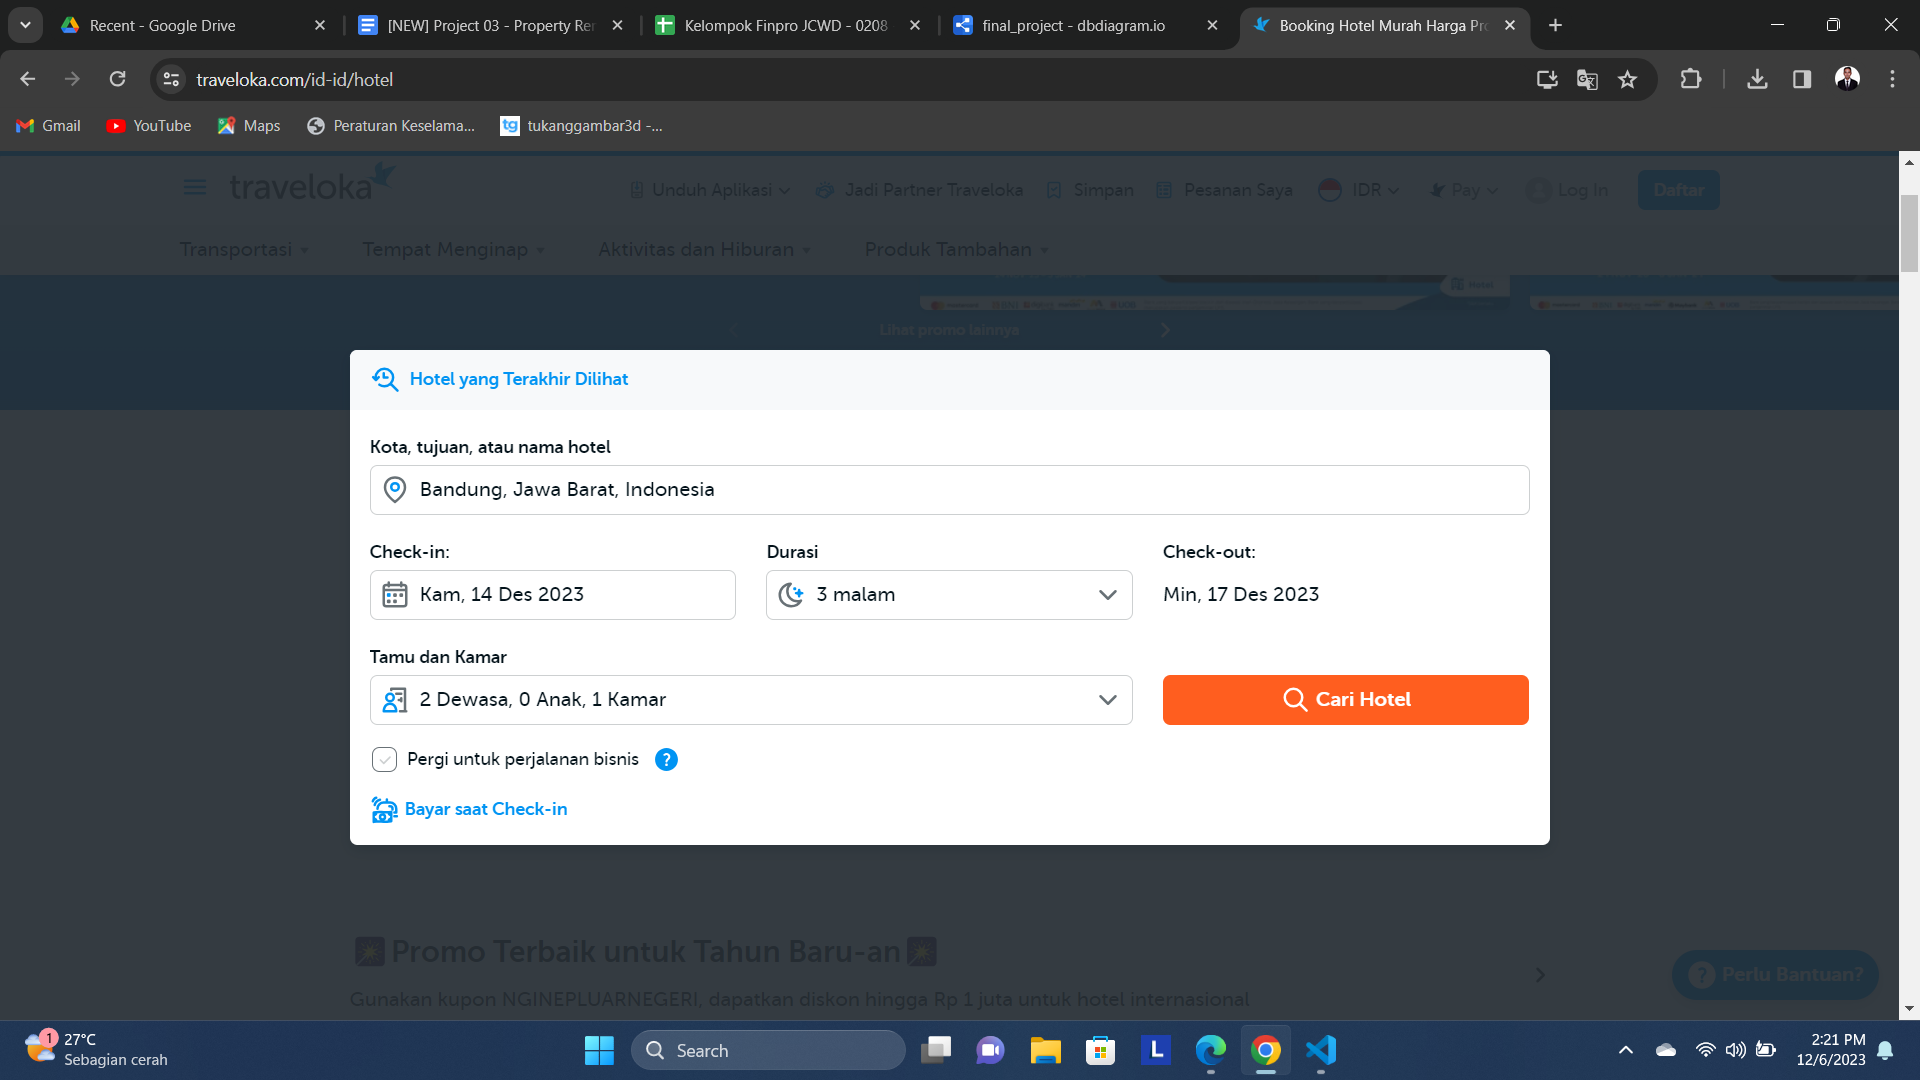 Recent - Google Drive
[NEW] Project 03 - Property Rer
Kelompok Finpro JCWD - 0208
final_project - dbdiagram.io
Booking Hotel Murah Harga Pro
traveloka.com/id-id/hotel
Gmail
YouTube
Maps
Peraturan Keselama...
tg tukanggambar3d -...
traveloka
Unduh Aplikasi
Jadi Partner Traveloka
Simpan
Pesanan Saya
IDR
Pay
Log In
Daftar
Transportasi
Tempat Menginap
Aktivitas dan Hiburan
Produk Tambahan
Hotel
Lihat promo lainnya
Hotel yang Terakhir Dilihat
Kota, tujuan, atau nama hotel
Bandung, Jawa Barat, Indonesia
Check-in:
Durasi
Check-out:
Kam, 14 Des 2023
3 malam
Min, 17 Des 2023
Tamu dan Kamar
2 Dewasa, 0 Anak, 1 Kamar
Cari Hotel
Pergi untuk perjalanan bisnis ?
Bayar saat Check-in
Promo Terbaik untuk Tahun Baru-an
? Perlu Bantuan?
Gunakan kupon NGINEPLUARNEGERI, dapatkan diskon hingga Rp 1 juta untuk hotel internasional
1
27°C
Sebagian cerah
Search
L
2:21 PM
12/6/2023